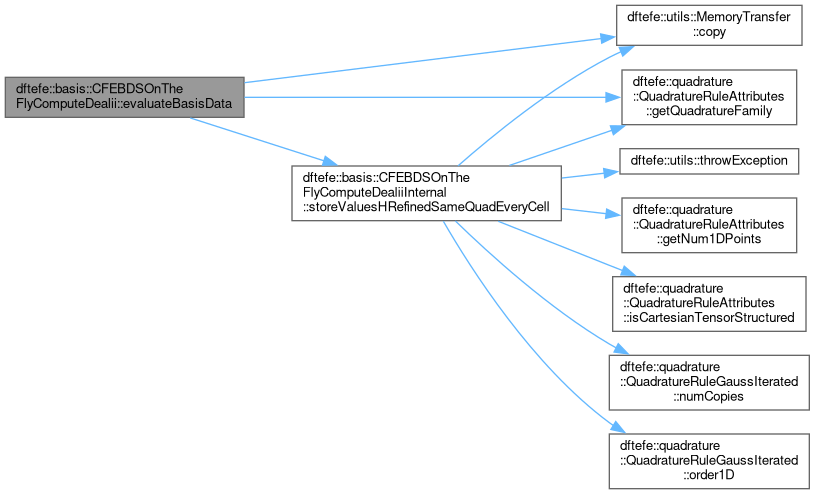 dftefe::basis::CFEBDSOnThe
FlyComputeDealii::evaluateBasisData
dftefe::basis::CFEBDSOnThe
FlyComputeDealiiInternal
::storeValuesHRefinedSameQuadEveryCell
dftefe::utils::MemoryTransfer
::copy
dftefe::quadrature
::QuadratureRuleAttributes
::getQuadratureFamily
dftefe::utils::throwException
dftefe::quadrature
::QuadratureRuleAttributes
::getNum1DPoints
dftefe::quadrature
::QuadratureRuleAttributes
::isCartesianTensorStructured
dftefe::quadrature
::QuadratureRuleGaussIterated
::numCopies
dftefe::quadrature
::QuadratureRuleGaussIterated
::order1D